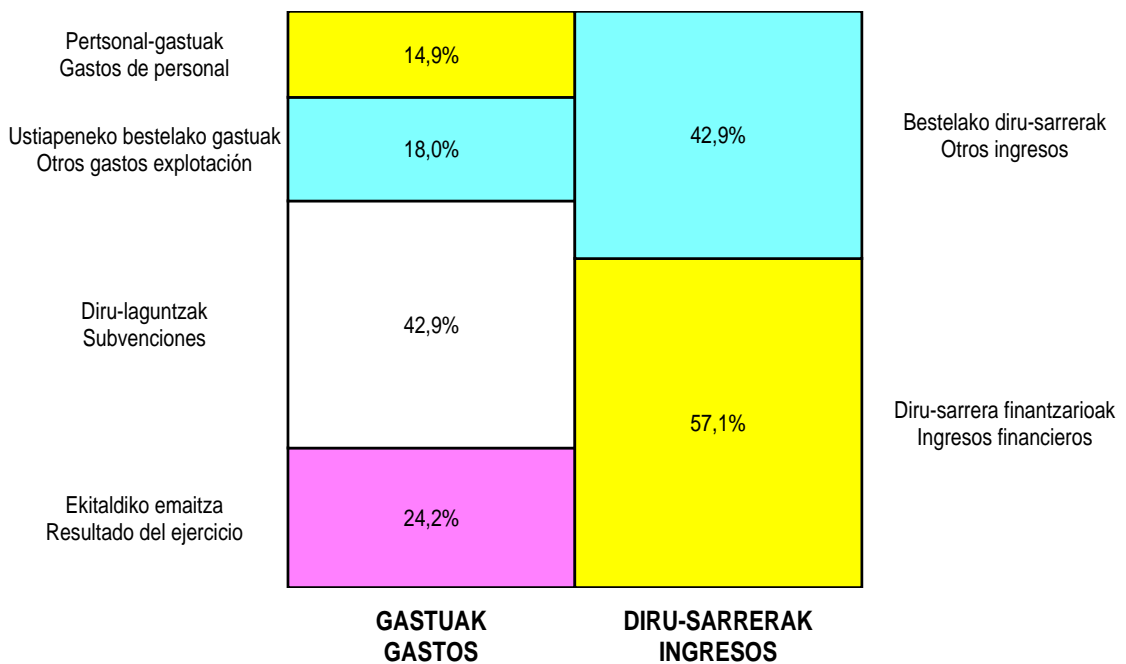 Pertsonal-gastuak
Gastos de personal
14,9%
Ustiapeneko bestelako gastuak
Otros gastos explotación
18,0%
42,9%
Bestelako diru-sarrerak
Otros ingresos
Diru-laguntzak
Subvenciones
42,9%
57,1%
Diru-sarrera finantzarioak
Ingresos financieros
Ekitaldiko emaitza
Resultado del ejercicio
24,2%
GASTUAK
GASTOS
DIRU-SARRERAK
INGRESOS